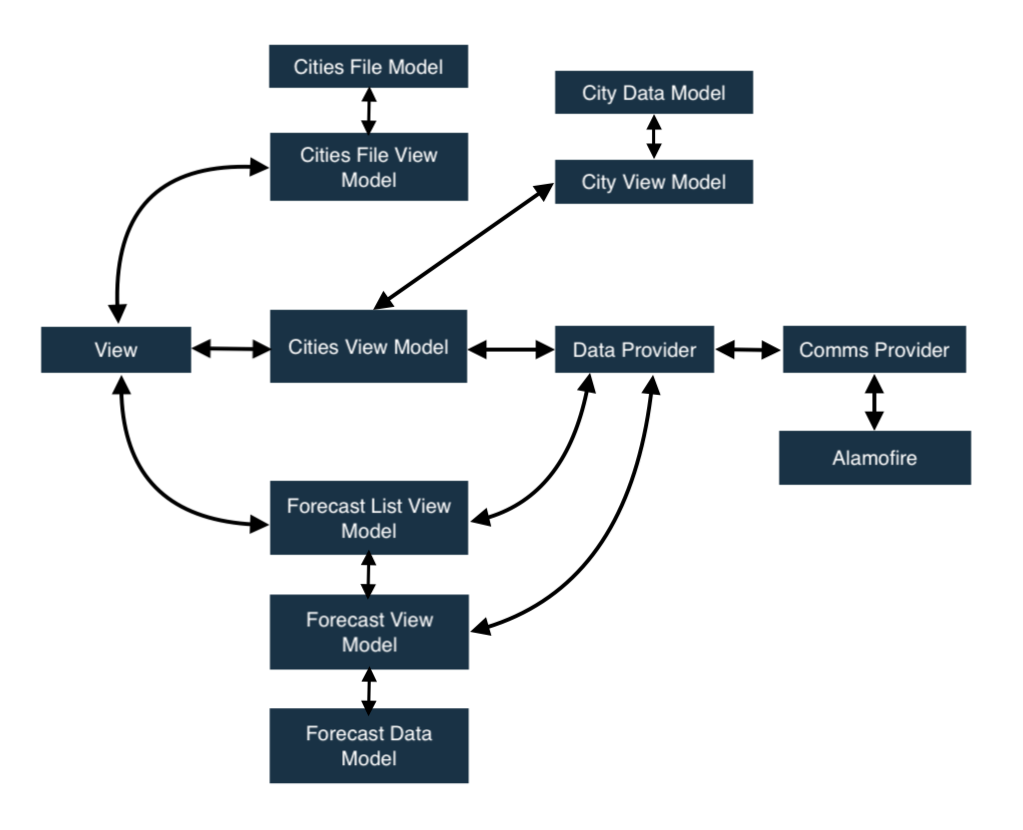 Cities File Model
City Data Model
Cities File View
Model
City View Model
View
Cities View Model
Data Provider
Comms Provider
Alamofire
Forecast List View
Model
Forecast View
Model
Forecast Data
Model